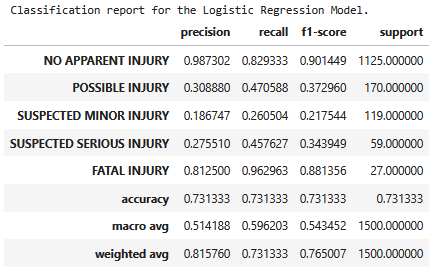 Classification report for the Logistic Regression Model.
precision recall f1-score support
NO APPARENT INJURY 0.987302 0.829333 0.901449 1125.000000
POSSIBLE INJURY 0.308880 0.470588 0.372960 170.000000
SUSPECTED MINOR INJURY 0.186747 0.260504 0.217544 119.000000
SUSPECTED SERIOUS INJURY 0.275510 0.457627 0.343949 59.000000
FATAL INJURY 0.812500 0.962963 0.881356 27.000000
accuracy 0.731333 0.731333 0.731333 0.731333
macro avg 0.514188 0.596203 0.543452 1500.000000
weighted avg 0.815760 0.731333 0.765007 1500.000000